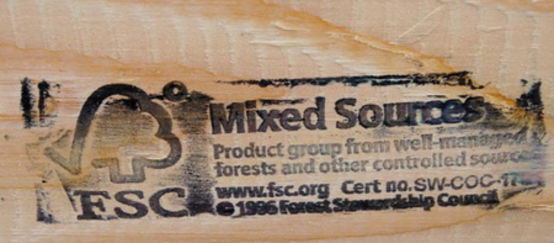 Mixed Sources
Product group from well-managed
forests and other controlled sources
www.fsc.org Cert no. SW-COC-
© 1996 Forest Stewardship Council
FSC